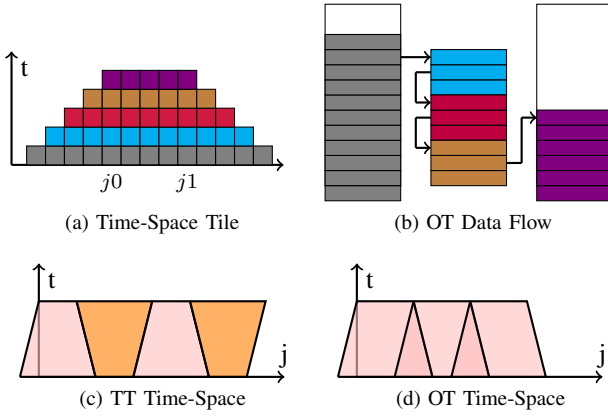 t
j0 j1
(a) Time-Space Tile
(b) OT Data Flow
t
j
(c) TT Time-Space
t
j
(d) OT Time-Space